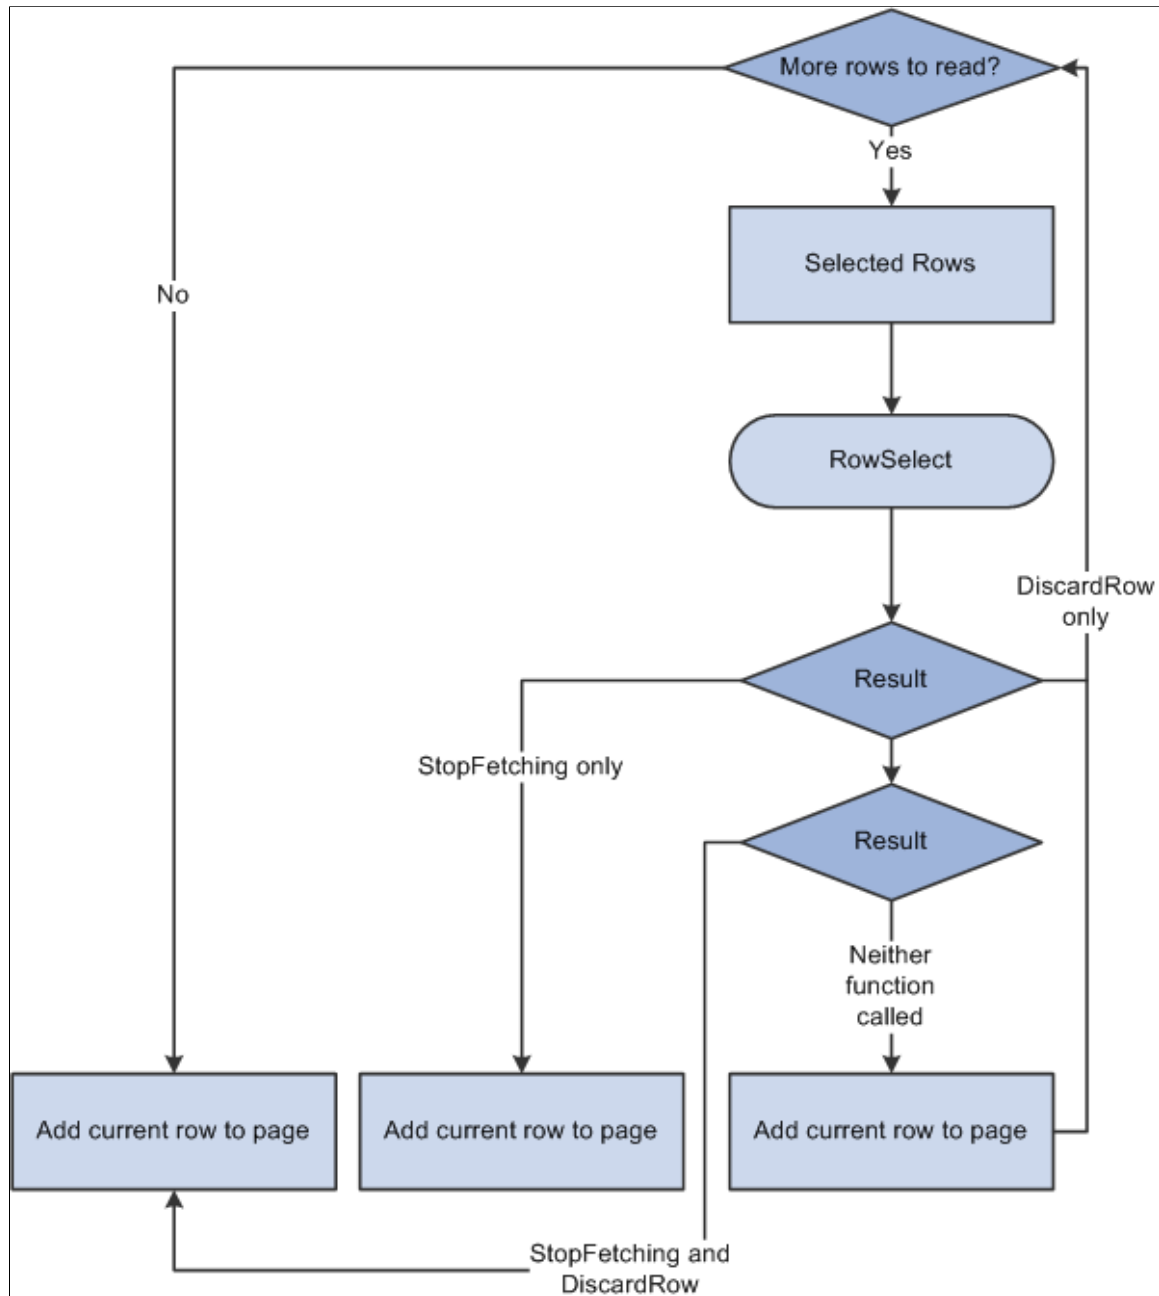 More rows to read?
Yes
Selected Rows
No
RowSelect
DiscardRow
only
Result
StopFetching only
Result
Neither
function
called
Add current row to page
Add current row to page
Add current row to page
StopFetching and
DiscardRow